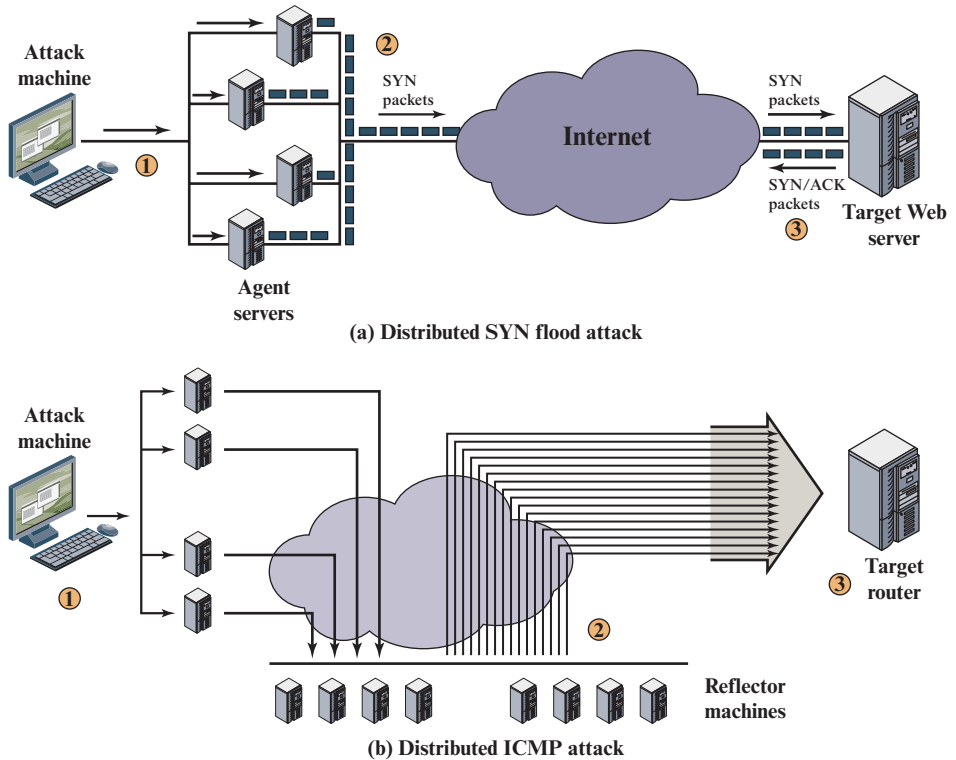 Attack
machine
1
2
SYN
packets
Internet
SYN
packets
SYN/ACK
packets
3
Target Web
server
Agent
servers
(a) Distributed SYN flood attack
Attack
machine
1
2
3
Target
router
Reflector
machines
(b) Distributed ICMP attack